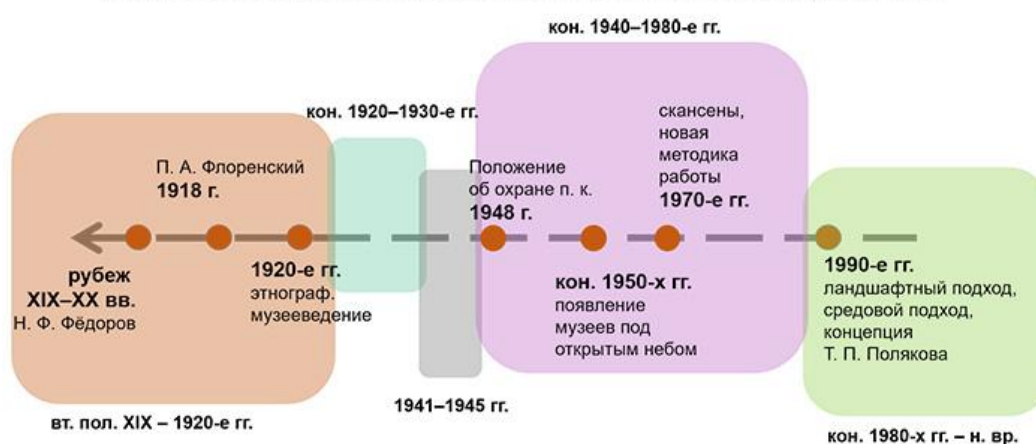 кон. 1940–1980-е гг.
кон. 1920–1930-е гг.
скансены,
новая
методика
работы
1970-е гг.
П. А. Флоренский
1918 г.
Положение
об охране п. к.
1948 г.
рубеж
XIX–XX вв.
Н. Ф. Фёдоров
1920-е гг.
этнограф.
музееведение
кон. 1950-х гг.
появление
музеев под
открытым небом
1990-е гг.
ландшафтный подход,
средовой подход,
концепция
Т. П. Полякова
1941–1945 гг.
вт. пол. XIX – 1920-е гг.
кон. 1980-х гг. – н. вр.